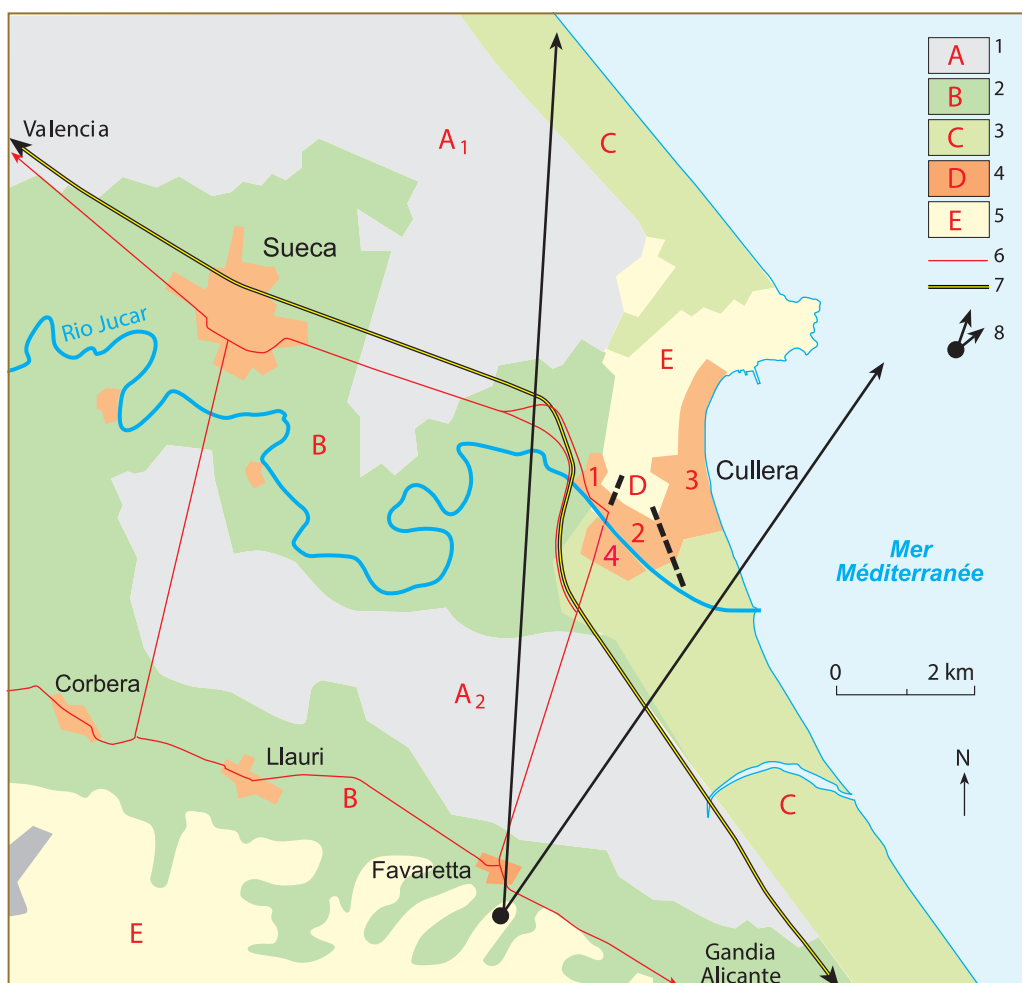 A 1
B 2
C 3
D 4
E 5
6
7
8
Valencia
A1
C
Sueca
Rio Jucar
E
B
1
D
3
Cullera
2
4
Mer
Méditerranée
0 2 km
Corbera
A2
N
Llauri
B
C
Favaretta
E
Gandia
Alicante